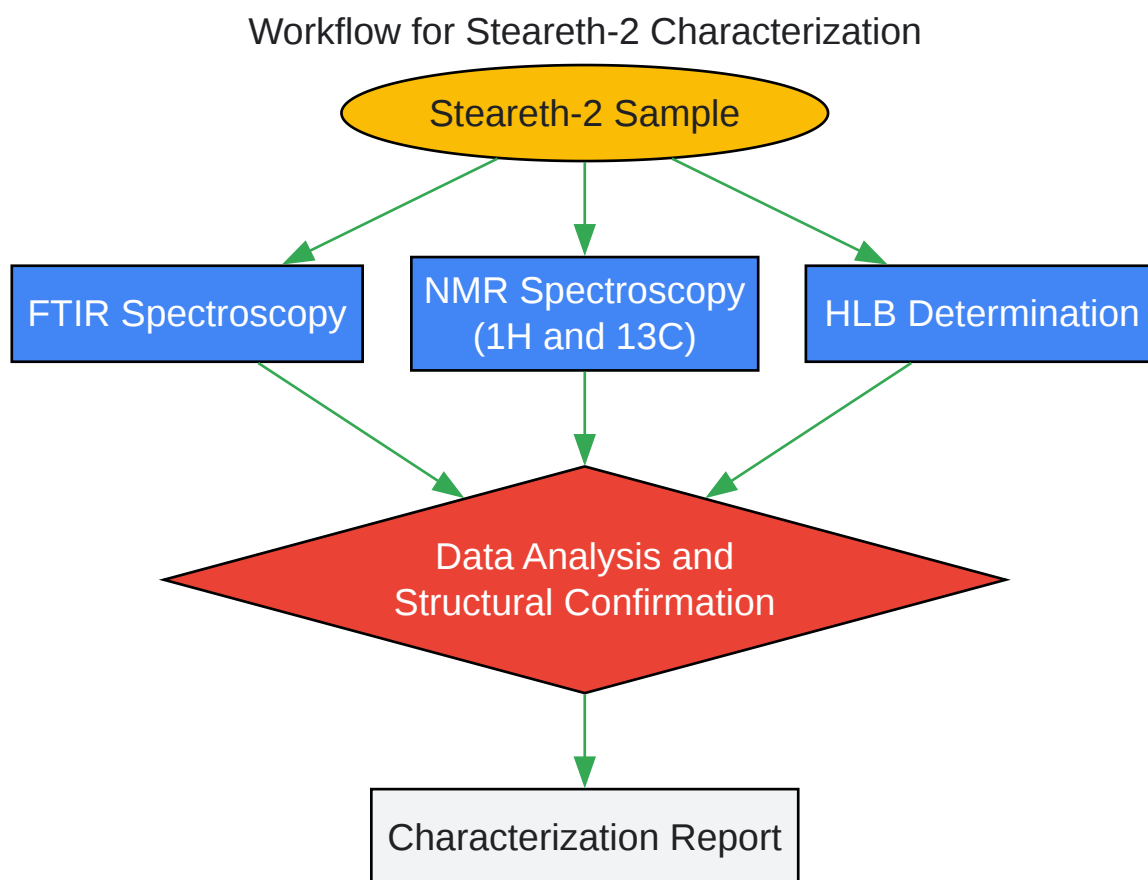 Workflow for Steareth-2 Characterization
Steareth-2 Sample
FTIR Spectroscopy
NMR Spectroscopy
(1H and 13C)
HLB Determination
Data Analysis and
Structural Confirmation
Characterization Report